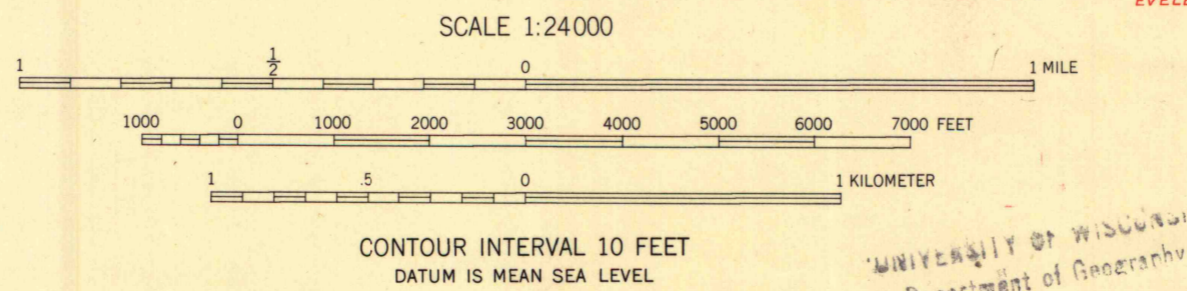 SCALE 1:24000
1 1/2 0 1 MILE
1000 0 1000 2000 3000 4000 5000 6000 7000 FEET
1 .5 0 1 KILOMETER
CONTOUR INTERVAL 10 FEET
DATUM IS MEAN SEA LEVEL
UNIVERSITY OF
of Geography